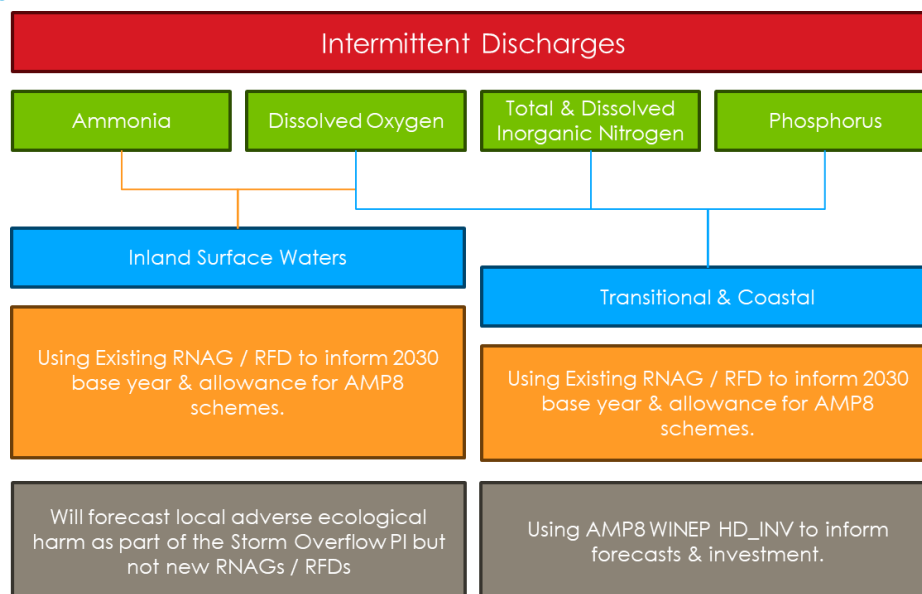 Intermittent Discharges
Ammonia
Dissolved Oxygen
Total & Dissolved
Inorganic Nitrogen
Phosphorus
Inland Surface Waters
Transitional & Coastal
Using Existing RNAG / RFD to inform 2030
base year & allowance for AMP8
schemes.
Using Existing RNAG / RFD to inform 2030
base year & allowance for AMP8
schemes.
Will forecast local adverse ecological
harm as part of the Storm Overflow PI but
not new RNAGs / RFDs
Using AMP8 WINEP HD_INV to inform
forecasts & investment.